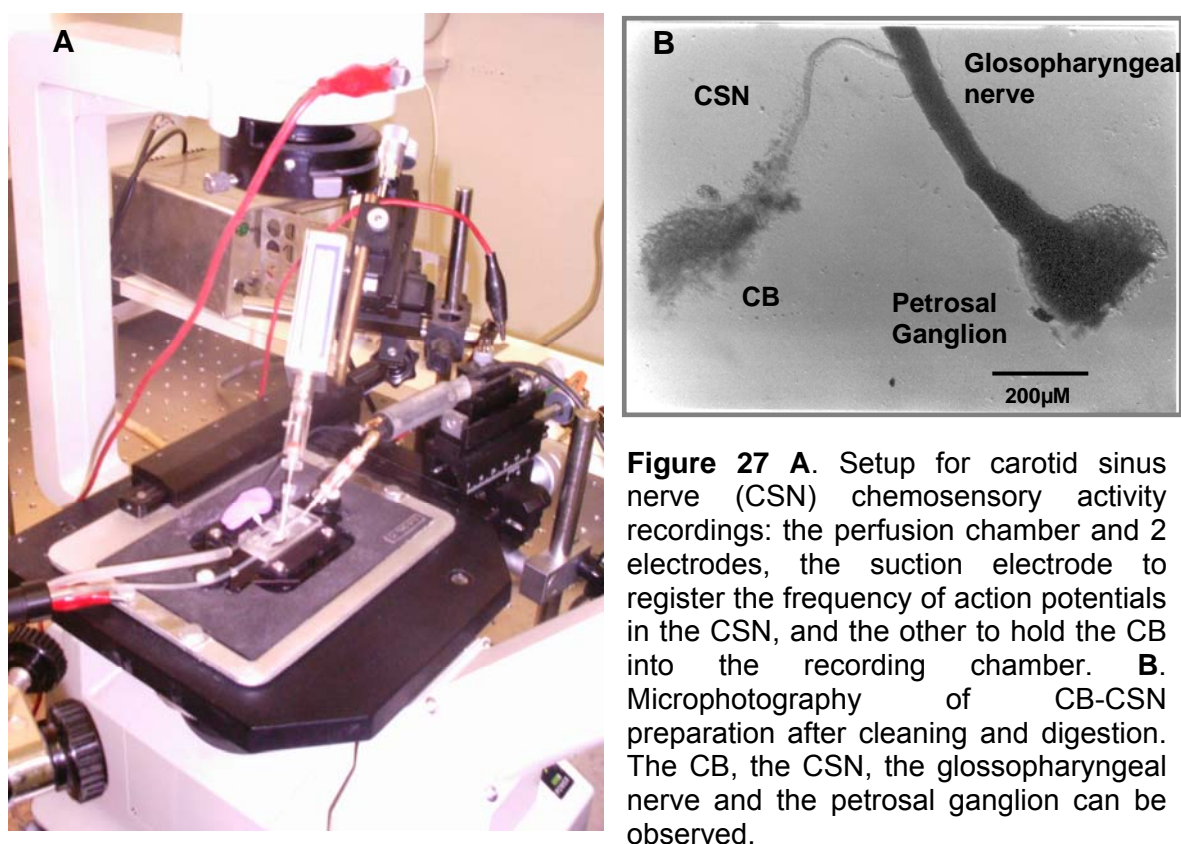 A
B
CSN
Glosopharyngeal
nerve
CB
Petrosal
Ganglion
200µM
Figure 27 A. Setup for carotid sinus
nerve (CSN) chemosensory activity
recordings: the perfusion chamber and 2
electrodes, the suction electrode to
register the frequency of action potentials
in the CSN, and the other to hold the CB
into the recording chamber. B.
Microphotography of CB-CSN
preparation after cleaning and digestion.
The CB, the CSN, the glossopharyngeal
nerve and the petrosal ganglion can be
observed.